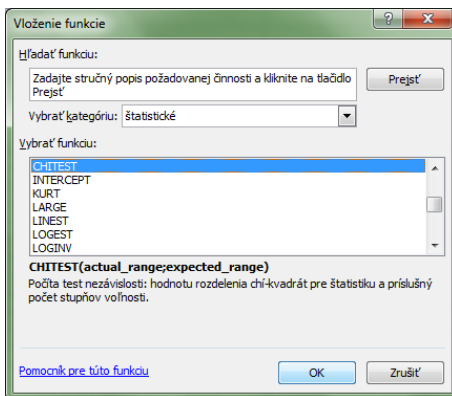 Vloženie funkcie
Hľadať funkciu:
Zadajte stručný popis požadovanej činnosti a kliknite na tlačidlo
Prejsť
Prejsť
Vybrať kategóriu:
štatistické
Vybrať funkciu:
CHITEST
INTERCEPT
KURT
LARGE
LINEST
LOGEST
LOGINV
CHITEST(actual_range;expected_range)
Počíta test nezávislosti: hodnotu rozdelenia chí-kvadrát pre štatistiku a príslušný
počet stupňov voľnosti.
Pomocník pre túto funkciu
OK
Zrušiť